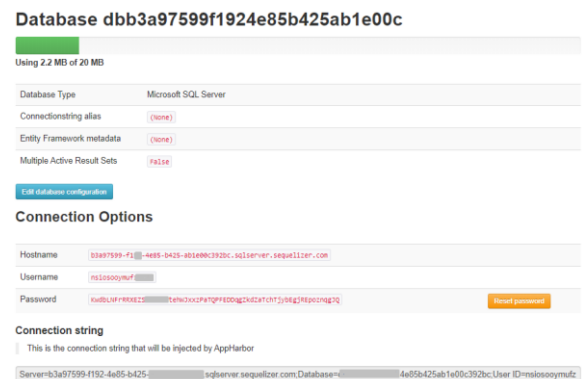 Database dbb3a97599f1924e85b425ab1e00c
Using 2.2 MB of 20 MB
Database Type Microsoft SQL Server
Connectionstring alias (None)
Entity Framework metadata (None)
Multiple Active Result Sets False
Edit database configuration
Connection Options
Hostname b3a97599-f1 -4e85-b425-ab1e00c392bc.sqlserver.sequelizer.com
Username
Password Reset password
Connection string
This is the connection string that will be injected by AppHarbor
Server=b3a97599-f192-4e85-b425- .sqlserver.sequelizer.com;Database= 4e85b425ab1e00c392bc;User ID=nsiosooymufz